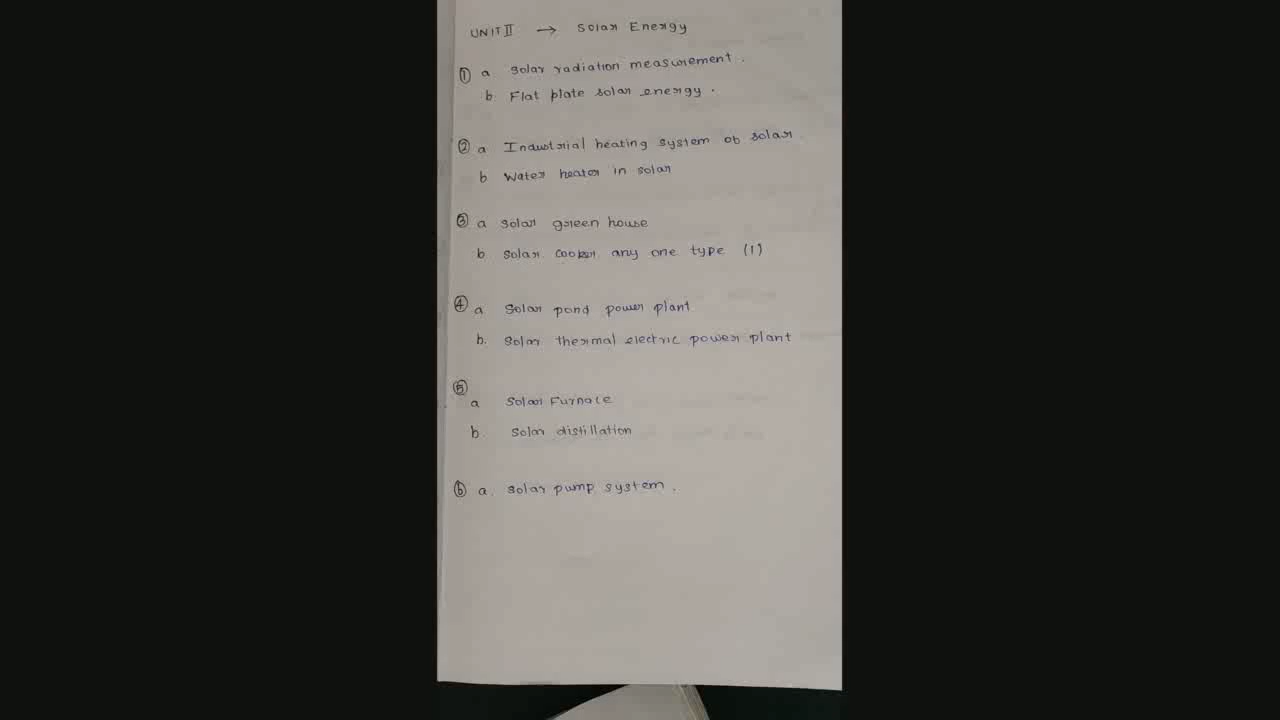 UNIT II → Solar Energy
① a Solar radiation measurement.
b Flat plate solar energy.
② a Industrial heating system of solar
b Water heater in solar
③ a Solar green house
b Solar cooker any one type (1)
④ a Solar pond power plant
b. Solar thermal electric power plant
⑤
a Solar Furnace
b Solar distillation
⑥ a. Solar pump system.